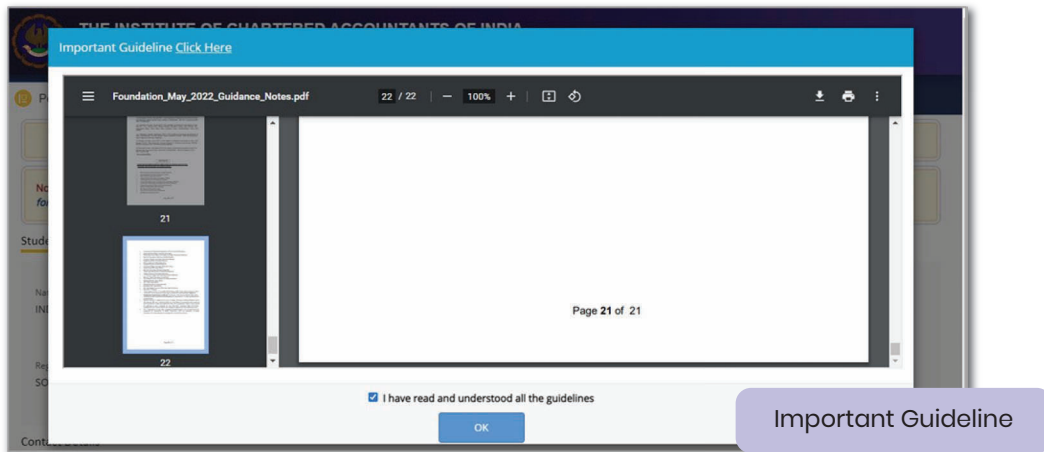 THE INSTITUTE OF CHARTERED ACCOUNTANTS OF INDIA
Important Guideline Click Here
Foundation_May_2022_Guidance_Notes.pdf
22 / 22
100%
21
22
Page 21 of 21
I have read and understood all the guidelines
OK
Important Guideline